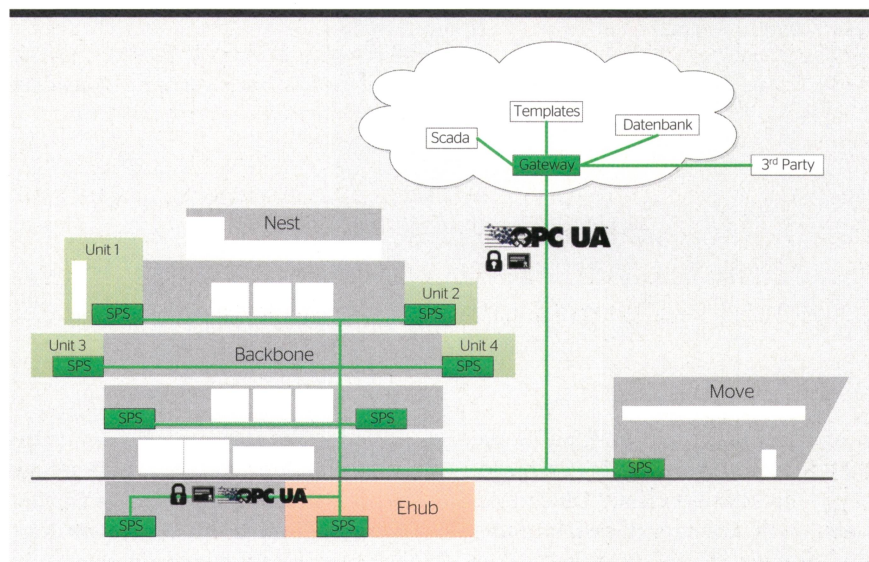 Templates
Scada
Datenbank
Gateway
3rd Party
Nest
OPC UA
Unit 1
Unit 2
SPS
SPS
Unit 3
Backbone
Unit 4
SPS
SPS
Move
SPS
SPS
SPS
OPC UA
Ehub
SPS
SPS